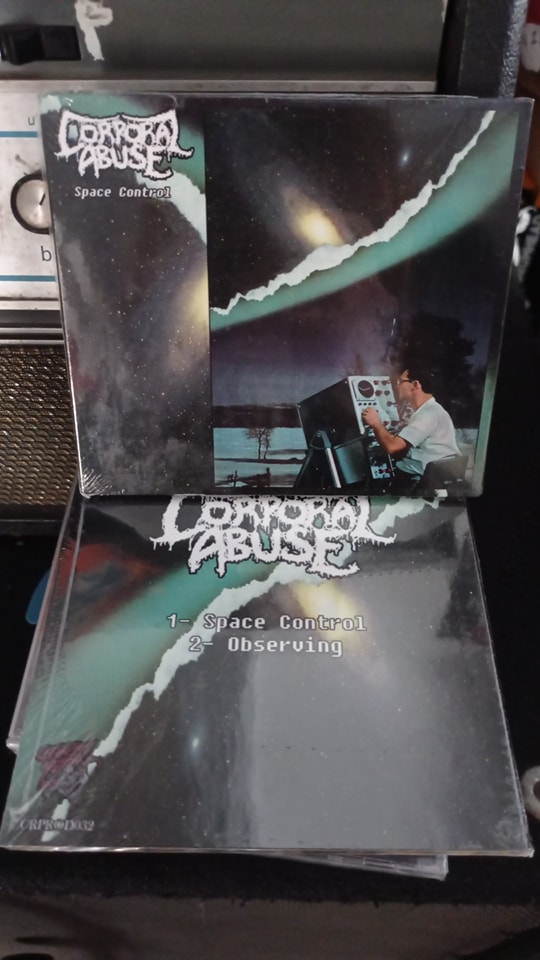 CORPORAL
ABUSE
Space Control
b
CORPORAL
ABUSE
1- Space Control
2- Observing
CRPROD032